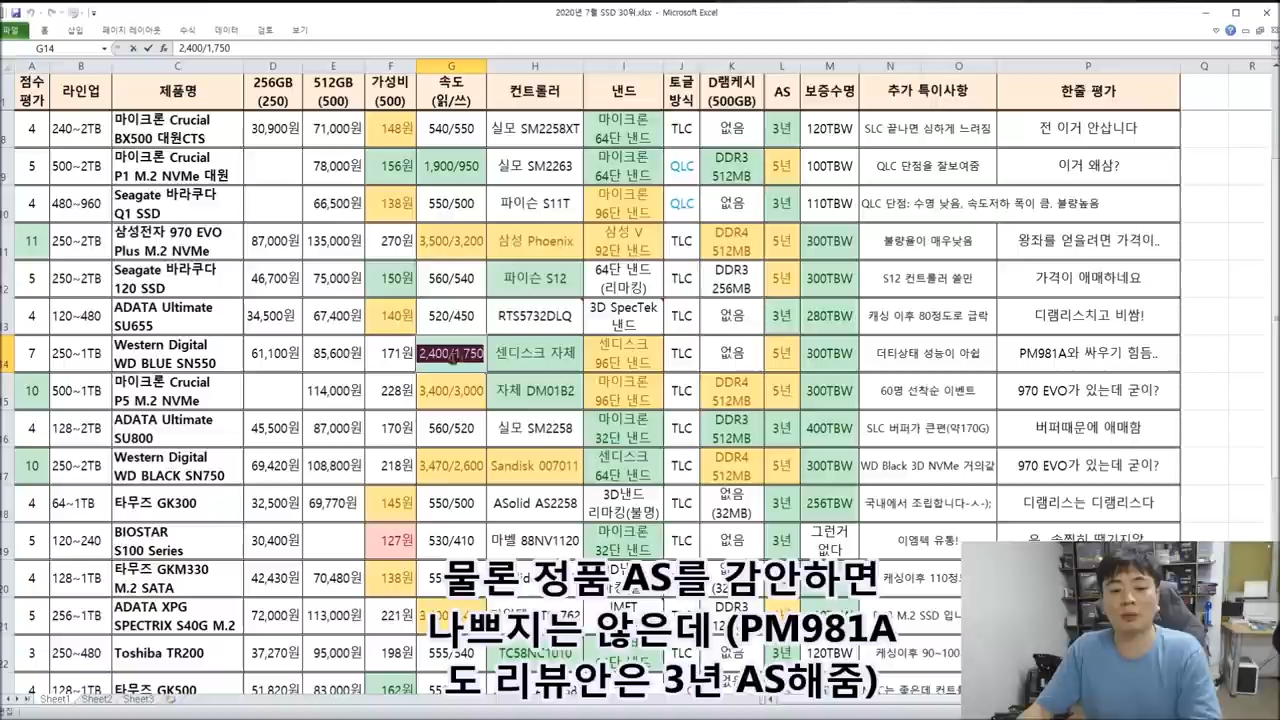 2020년 7월 SSD 30위.xlsx - Microsoft Excel
파일 홈 삽입 페이지 레이아웃 수식 데이터 검토 보기
G14 fx 2,400/1,750
A B C D E F G H I J K L M N O P Q R
점수 평가 라인업 제품명 256GB (250) 512GB (500) 가성비 (500) 속도 (읽/쓰) 컨트롤러 낸드 토글 방식 D램케시 (500GB) AS 보증수명 추가 특이사항 한줄 평가
4 240~2TB 마이크론 Crucial BX500 대원CTS 30,900원 71,000원 148원 540/550 실모 SM2258XT 마이크론 64단 낸드 TLC 없음 3년 120TBW SLC 끝나면 심하게 느려짐 전 이거 안삽니다
5 500~2TB 마이크론 Crucial P1 M.2 NVMe 대원 78,000원 156원 1,900/950 실모 SM2263 마이크론 64단 낸드 QLC DDR3 512MB 5년 100TBW QLC 단점을 잘보여중 이거 왜삼?
4 480~960 Seagate 바라쿠다 Q1 SSD 66,500원 138원 550/500 파이슨 S11T 마이크론 96단 낸드 QLC 없음 3년 110TBW QLC 단점: 수명 낮음, 속도저하 폭이 큼, 불량높음
11 250~2TB 삼성전자 970 EVO Plus M.2 NVMe 87,000원 135,000원 270원 3,500/3,200 삼성 Phoenix 삼성 V 92단 낸드 TLC DDR4 512MB 5년 300TBW 불량율이 매우낮음 왕좌를 얻을려면 가격이..
5 250~2TB Seagate 바라쿠다 120 SSD 46,700원 75,000원 150원 560/540 파이슨 S12 64단 낸드 (리마킹) TLC DDR3 256MB 5년 300TBW S12 컨트롤러 쓸만 가격이 애매하네요
4 120~480 ADATA Ultimate SU655 34,500원 67,400원 140원 520/450 RTS5732DLQ 3D SpecTek 낸드 TLC 없음 3년 280TBW 캐싱 이후 80정도로 급락 디램리스치고 비쌈!
7 250~1TB Western Digital WD BLUE SN550 61,100원 85,600원 171원 2,400/1,750 센디스크 자체 센디스크 96단 낸드 TLC 없음 5년 300TBW 더티상태 성능이 아쉽 PM981A와 싸우기 힘듬..
10 500~1TB 마이크론 Crucial P5 M.2 NVMe 114,000원 228원 3,400/3,000 자체 DM01B2 마이크론 96단 낸드 TLC DDR4 512MB 5년 300TBW 60명 선착순 이벤트 970 EVO가 있는데 굳이?
4 128~2TB ADATA Ultimate SU800 45,500원 87,000원 170원 560/520 실모 SM2258 마이크론 32단 낸드 TLC DDR3 512MB 3년 400TBW SLC 버퍼가 큰편(약170G) 버퍼때문에 애매함
10 250~2TB Western Digital WD BLACK SN750 69,420원 108,800원 218원 3,470/2,600 Sandisk 007011 센디스크 64단 낸드 TLC DDR4 512MB 5년 300TBW WD Black 3D NVMe 거의같 970 EVO가 있는데 굳이?
4 64~1TB 타무즈 GK300 32,500원 69,770원 145원 550/500 ASolid AS2258 3D낸드 리마킹(불명) TLC 없음 (32MB) 3년 256TBW 국내에서 조립합니다-ㅅ-); 디램리스는 디램리스다
5 120~240 BIOSTAR S100 Series 30,400원 127원 530/410 마벨 88NV1120 마이크론 32단 낸드 TLC 없음 3년 그런거 없다 이엠텍 유통!
4 128~1TB 타무즈 GKM330 M.2 SATA 42,430원 70,480원 138원
5 256~1TB ADATA XPG SPECTRIX S40G M.2 72,000원 113,000원 221원
3 250~480 Toshiba TR200 37,270원 95,000원 198원 555/540 TC58NC1010
4 128~1TB 타무즈 GK500 51,820원 83,000원 162원
물론 정품 AS를 감안하면
나쁘지는 않은데 (PM981A
도 리뷰안은 3년 AS해줌)
Sheet1 Sheet2 Sheet3